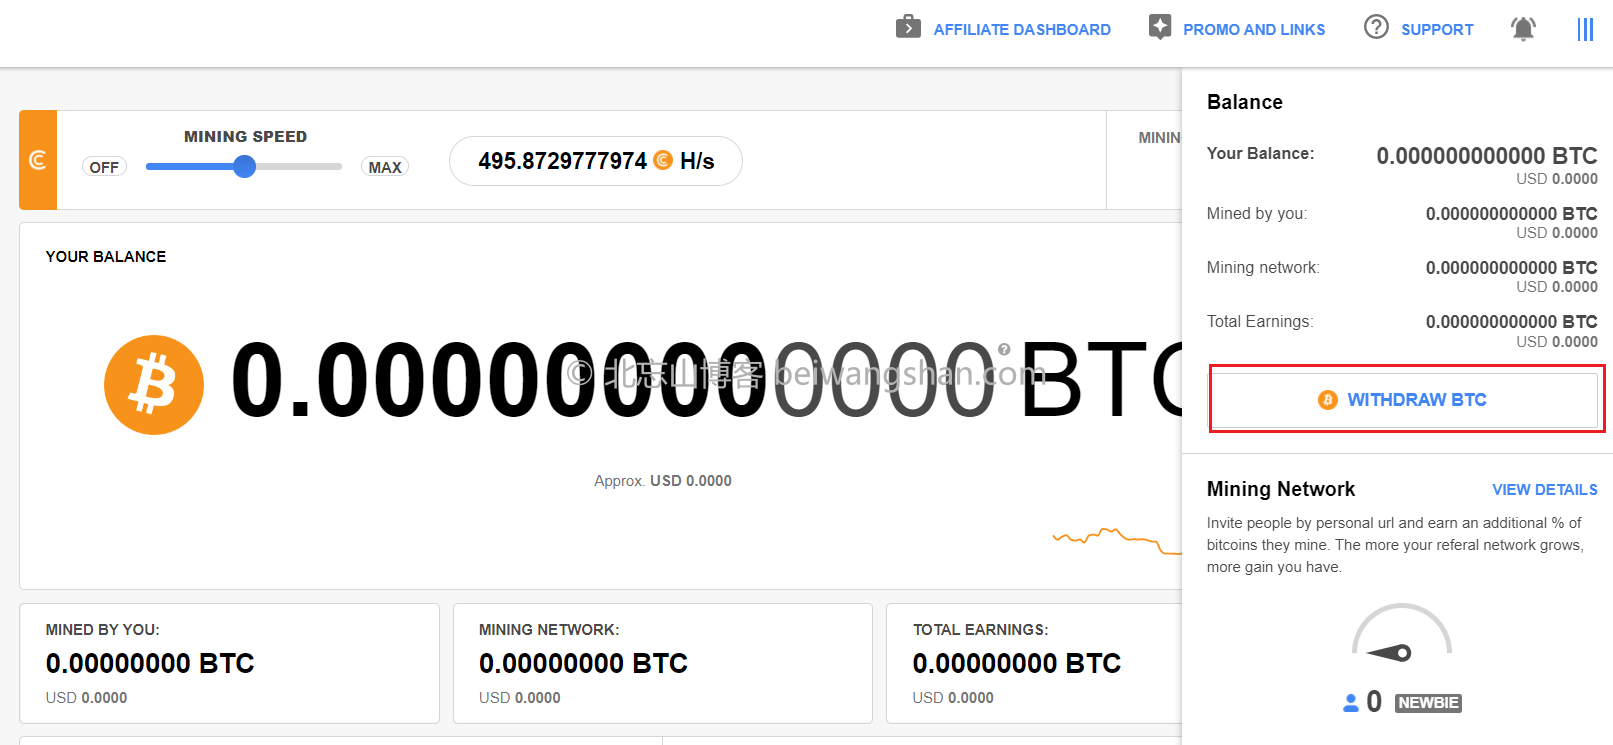 AFFILIATE DASHBOARD
PROMO AND LINKS
SUPPORT
MINING SPEED
OFF
MAX
495.8729777974 H/s
MINING
YOUR BALANCE
0.000000000000 BTC
© 北忘山博客 beiwangshan.com
Approx. USD 0.0000
MINED BY YOU:
0.00000000 BTC
USD 0.0000
MINING NETWORK:
0.00000000 BTC
USD 0.0000
TOTAL EARNINGS:
0.00000000 BTC
USD 0.0000
Balance
Your Balance:
0.000000000000 BTC
USD 0.0000
Mined by you:
0.000000000000 BTC
USD 0.0000
Mining network:
0.000000000000 BTC
USD 0.0000
Total Earnings:
0.000000000000 BTC
USD 0.0000
WITHDRAW BTC
Mining Network
VIEW DETAILS
Invite people by personal url and earn an additional % of
bitcoins they mine. The more your referal network grows,
more gain you have.
0 NEWBIE